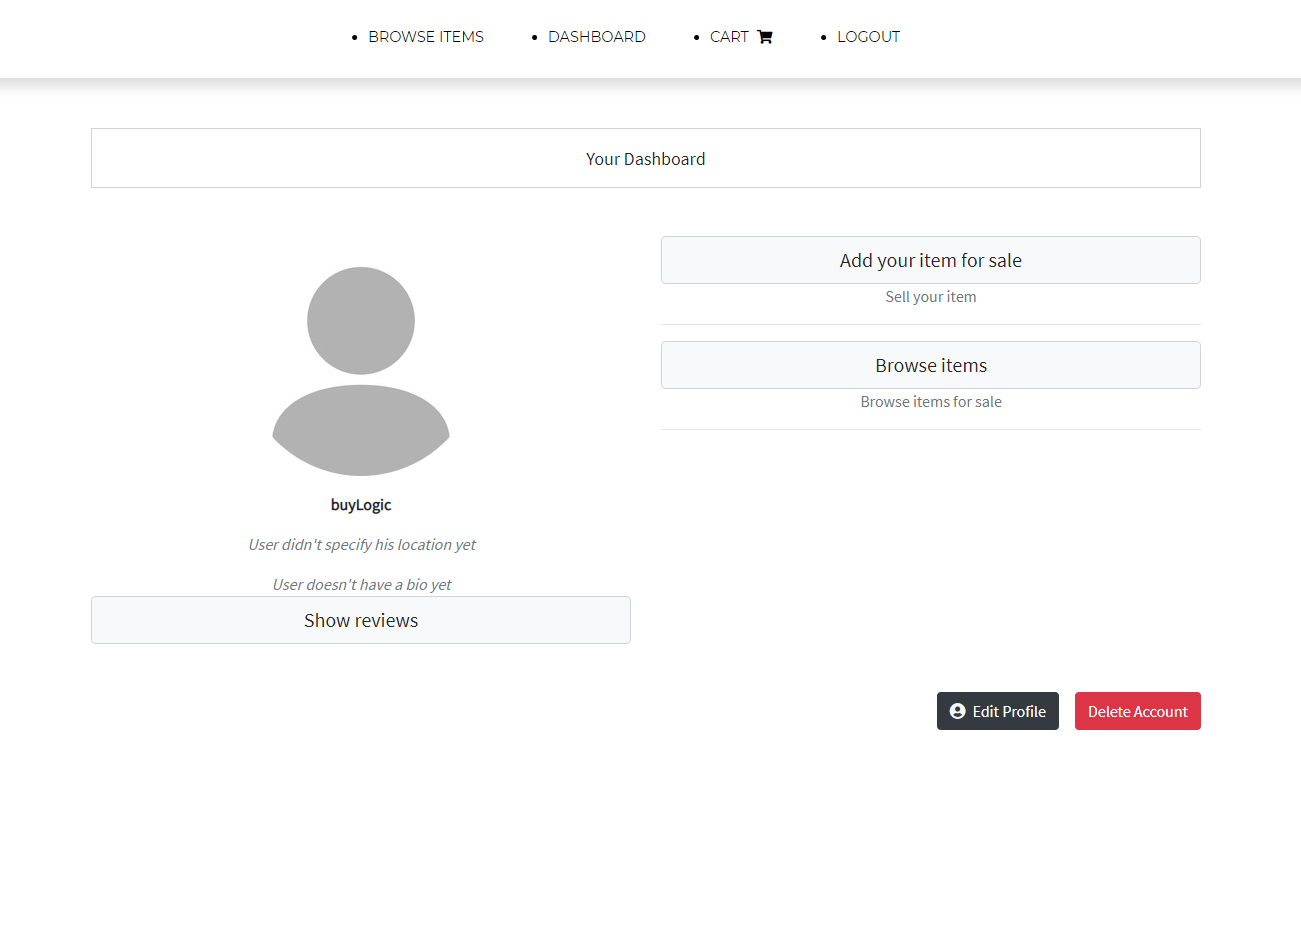 BROWSE ITEMS
DASHBOARD
CART
LOGOUT
Your Dashboard
buyLogic
User didn't specify his location yet
User doesn't have a bio yet
Show reviews
Add your item for sale
Sell your item
Browse items
Browse items for sale
Edit Profile
Delete Account